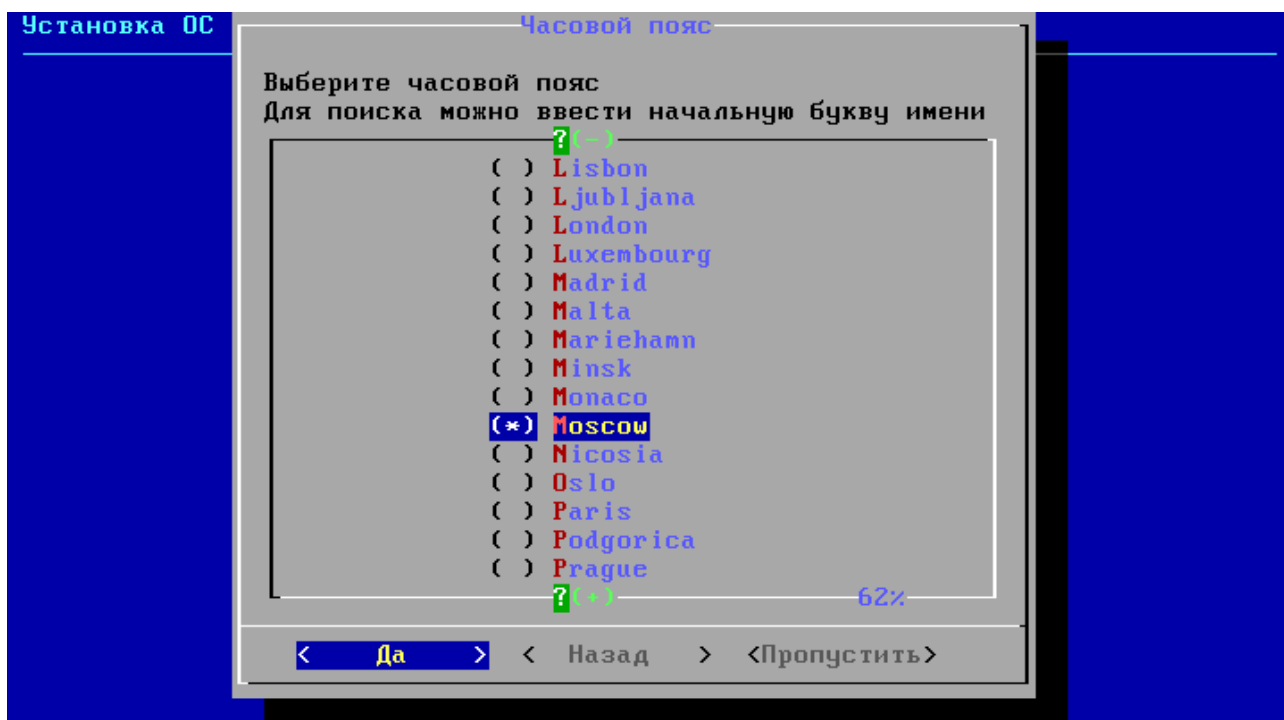 Установка ОС
Часовой пояс
Выберите часовой пояс
Для поиска можно ввести начальную букву имени
?(-)
( ) Lisbon
( ) Ljubljana
( ) London
( ) Luxembourg
( ) Madrid
( ) Malta
( ) Mariehamn
( ) Minsk
( ) Monaco
(*) Moscow
( ) Nicosia
( ) Oslo
( ) Paris
( ) Podgorica
( ) Prague
?(+) 62%
< Да > < Назад > <Пропустить>